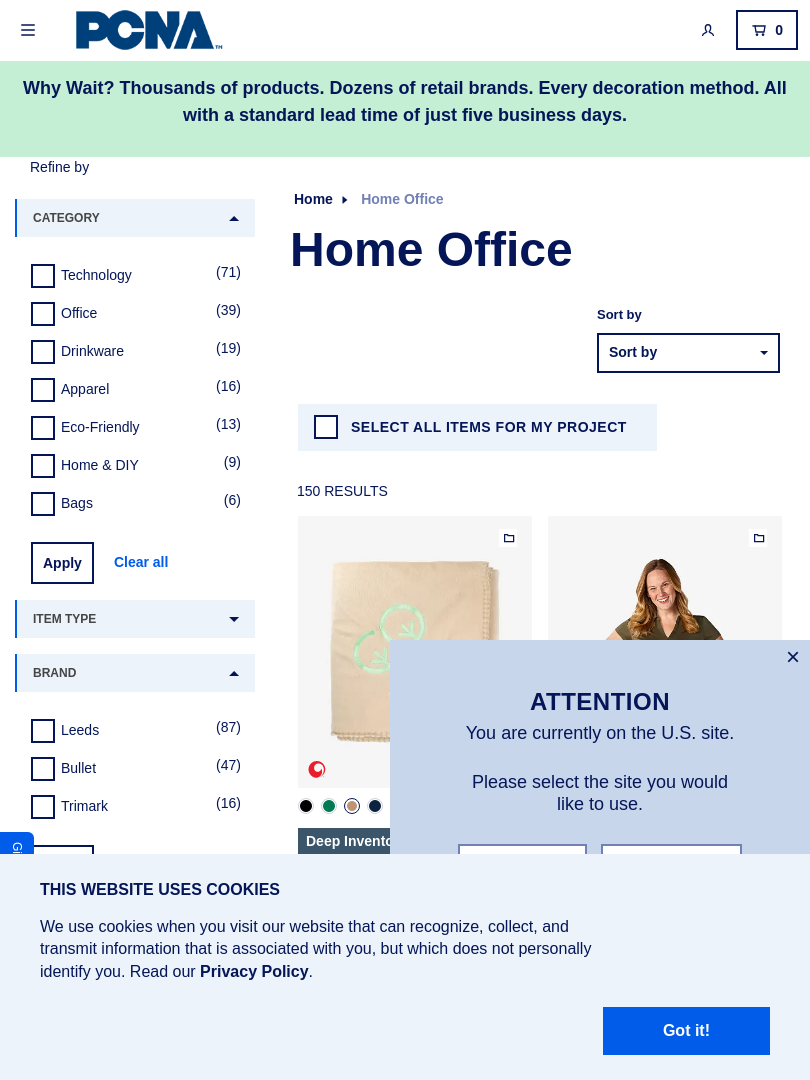 PCNA™
0
Why Wait? Thousands of products. Dozens of retail brands. Every decoration method. All
with a standard lead time of just five business days.
Refine by
CATEGORY
Technology (71)
Office (39)
Drinkware (19)
Apparel (16)
Eco-Friendly (13)
Home & DIY (9)
Bags (6)
Apply Clear all
ITEM TYPE
BRAND
Leeds (87)
Bullet (47)
Trimark (16)
Home Home Office
Home Office
Sort by
Sort by
SELECT ALL ITEMS FOR MY PROJECT
150 RESULTS
Deep
ATTENTION
You are currently on the U.S. site.
Please select the site you would
like to use.
THIS WEBSITE USES COOKIES
We use cookies when you visit our website that can recognize, collect, and
transmit information that is associated with you, but which does not personally
identify you. Read our Privacy Policy.
Got it!